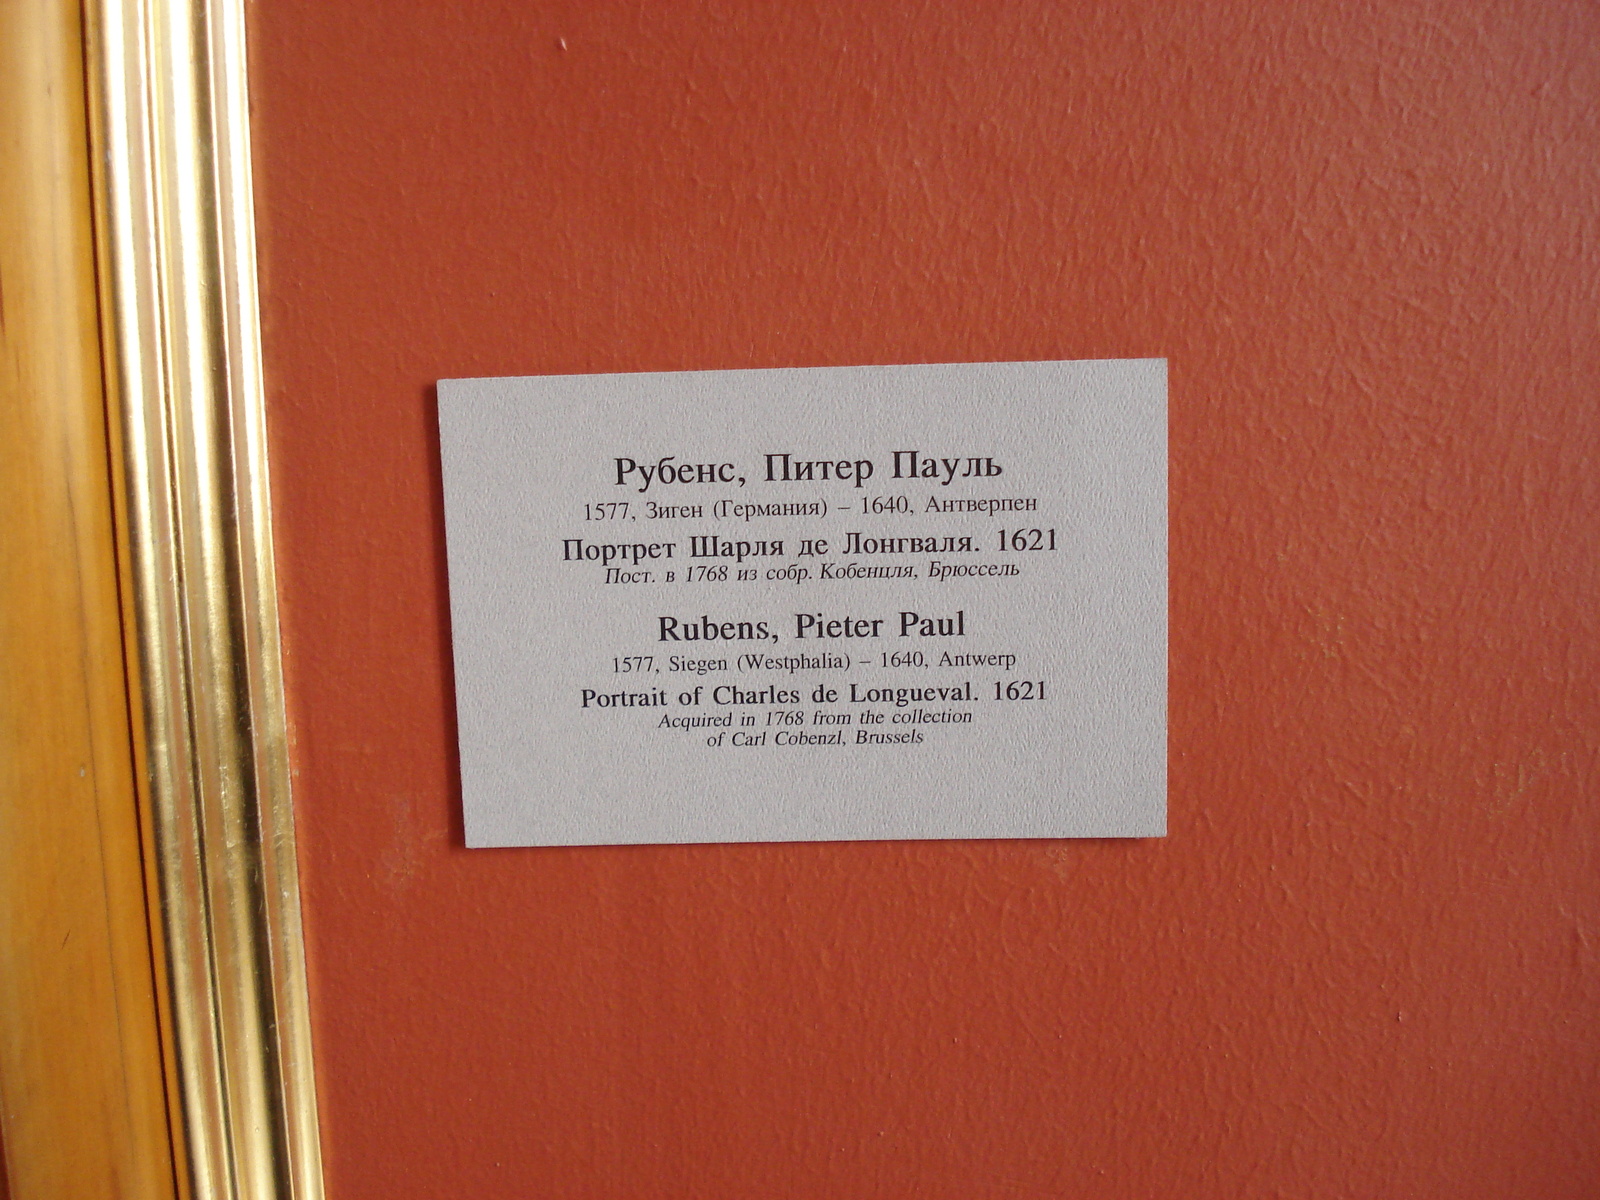 Рубенс, Питер Пауль
1577, Зиген (Германия) – 1640, Антверпен
Портрет Шарля де Лонгваля. 1621
Пост. в 1768 из собр. Кобенцля, Брюссель
Rubens, Pieter Paul
1577, Siegen (Westphalia) – 1640, Antwerp
Portrait of Charles de Longueval. 1621
Acquired in 1768 from the collection
of Carl Cobenzl, Brussels